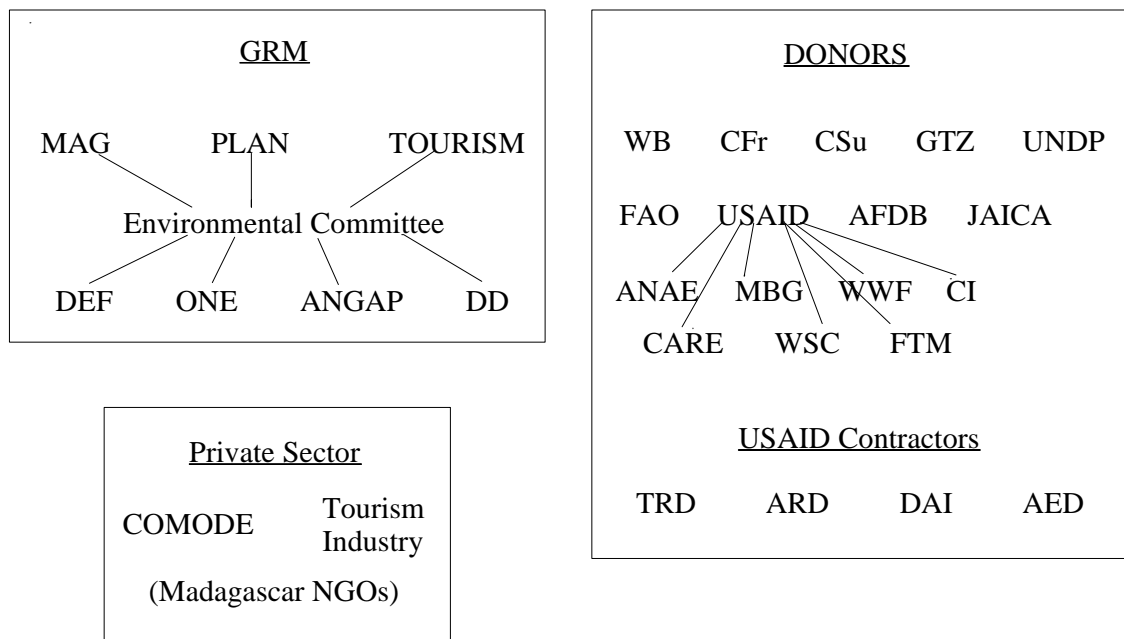 GRM
MAG PLAN TOURISM
Environmental Committee
DEF ONE ANGAP DD
DONORS
WB CFr CSu GTZ UNDP
FAO USAID AFDB JAICA
ANAE MBG WWF CI
CARE WSC FTM
USAID Contractors
TRD ARD DAI AED
Private Sector
COMODE Tourism
Industry
(Madagascar NGOs)